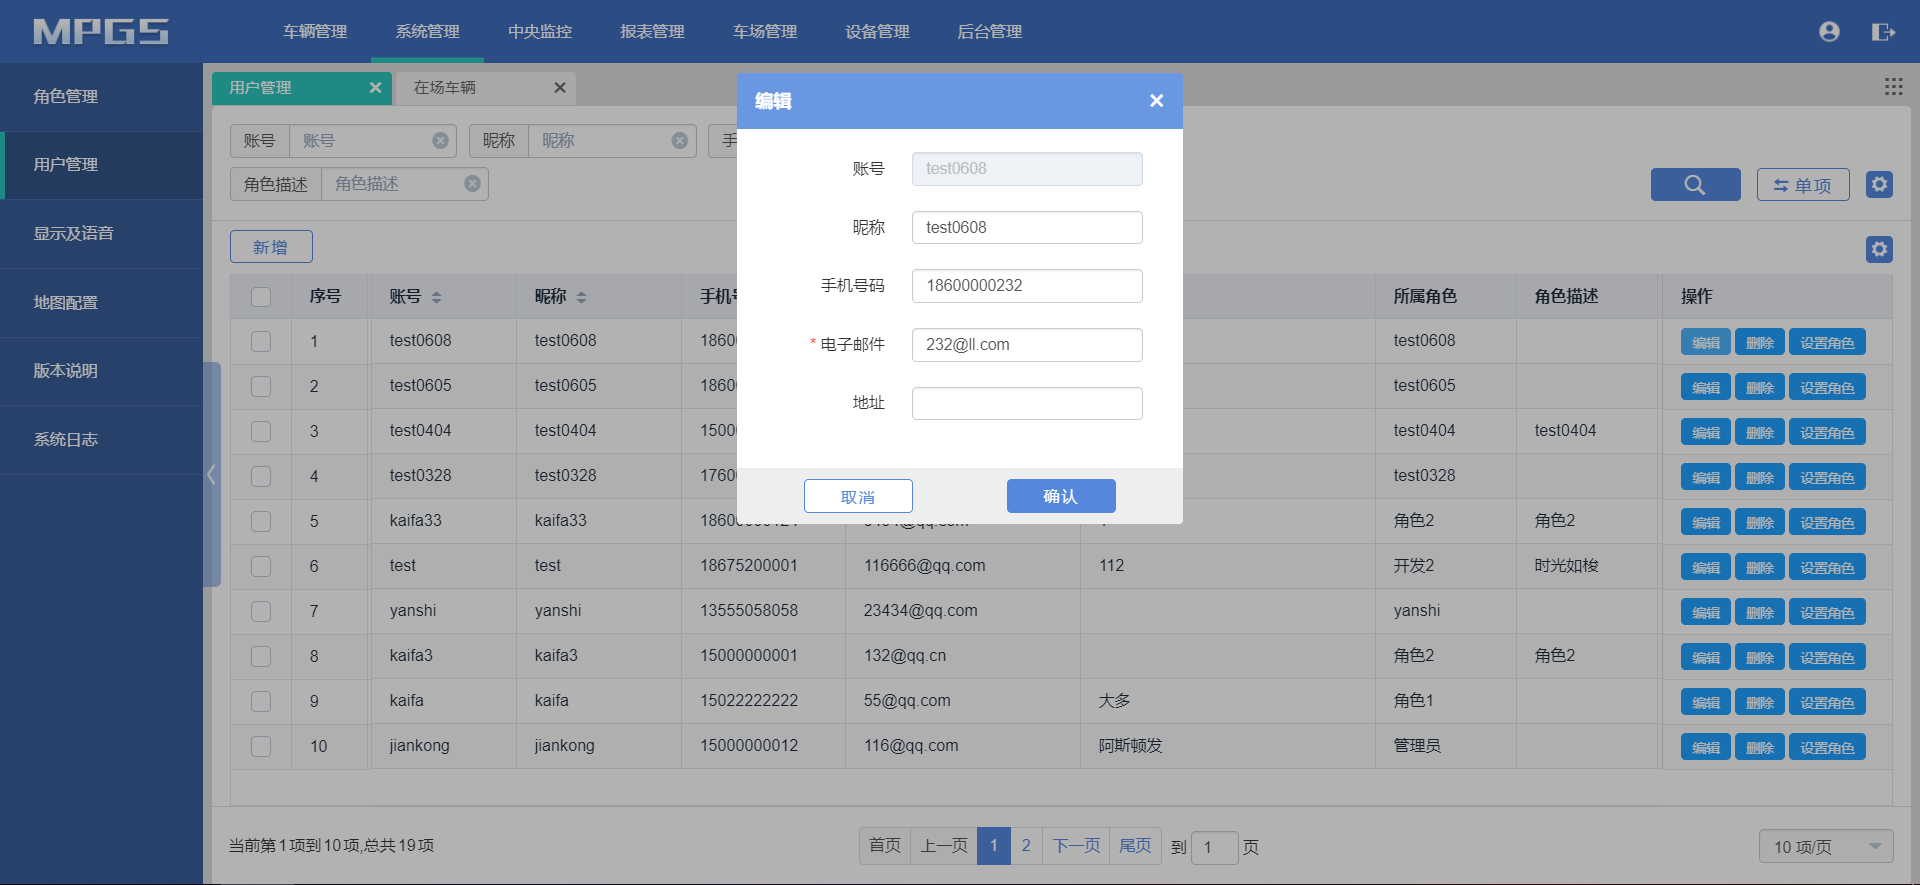 MPGS 车辆管理 系统管理 中央监控 报表管理 车场管理 设备管理 后台管理
角色管理
用户管理
显示及语音
地图配置
版本说明
系统日志
用户管理 在场车辆
账号 账号 昵称 昵称 手
角色描述 角色描述 单项
新增
序号 账号 昵称 手机号 所属角色 角色描述 操作
1 test0608 test0608 1860 test0608 编辑 删除 设置角色
2 test0605 test0605 1860 test0605 编辑 删除 设置角色
3 test0404 test0404 1500 test0404 test0404 编辑 删除 设置角色
4 test0328 test0328 1760 test0328 编辑 删除 设置角色
5 kaifa33 kaifa33 角色2 角色2 编辑 删除 设置角色
6 test test 18675200001 116666@qq.com 112 开发2 时光如梭 编辑 删除 设置角色
7 yanshi yanshi 13555058058 23434@qq.com yanshi 编辑 删除 设置角色
8 kaifa3 kaifa3 15000000001 132@qq.cn 角色2 角色2 编辑 删除 设置角色
9 kaifa kaifa 15022222222 55@qq.com 大多 角色1 编辑 删除 设置角色
10 jiankong jiankong 15000000012 116@qq.com 阿斯顿发 管理员 编辑 删除 设置角色
当前第1项到10项,总共19项 首页 上一页 1 2 下一页 尾页 到 1 页 10 项/页
编辑
账号 test0608
昵称 test0608
手机号码 18600000232
* 电子邮件 232@ll.com
地址
取消 确认